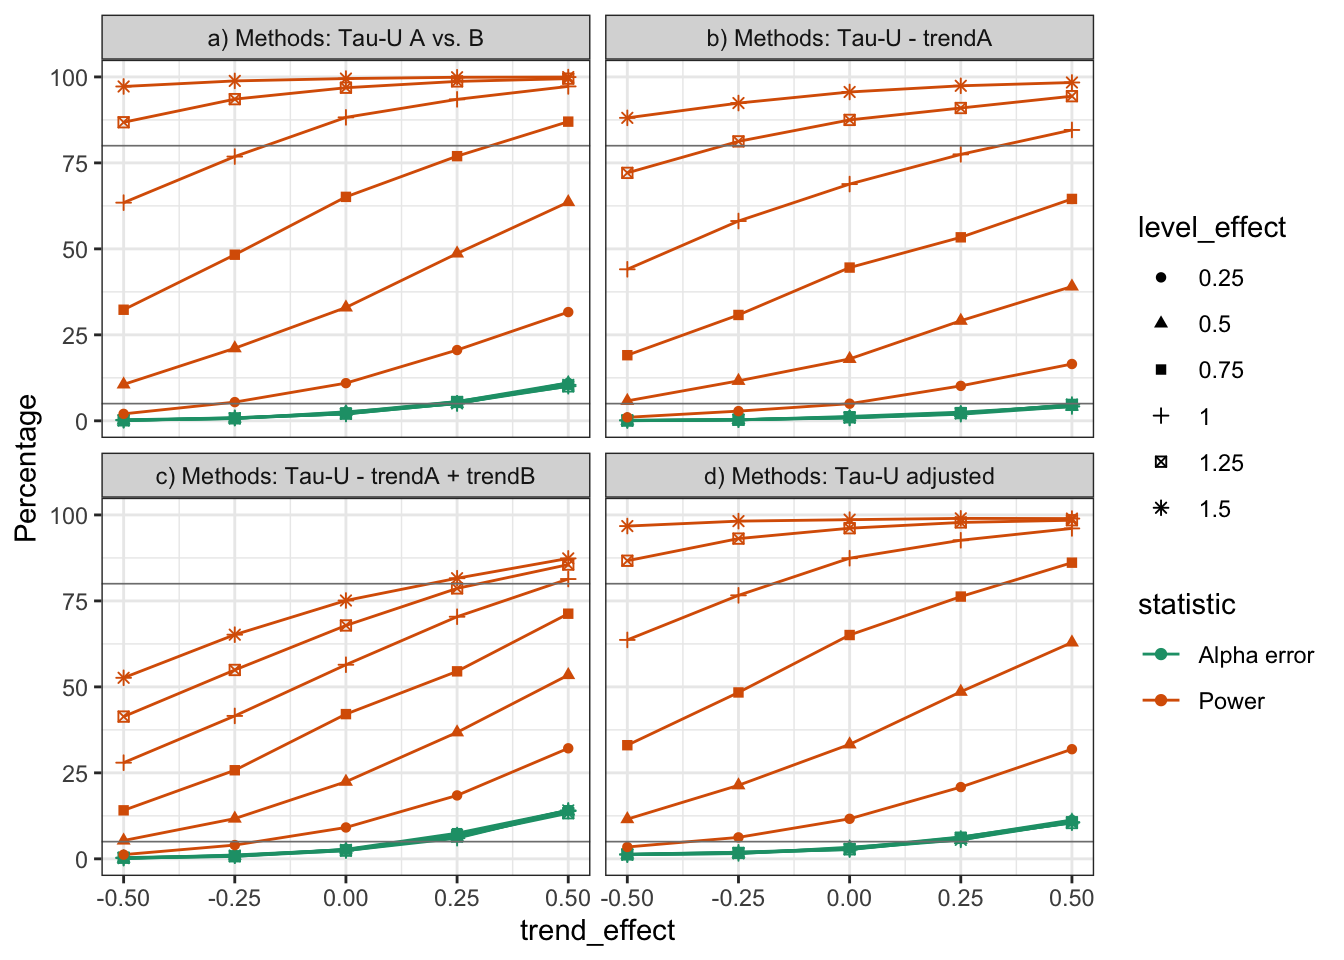 a) Methods: Tau-U A vs. B
b) Methods: Tau-U - trendA
100
75
50
25
0
c) Methods: Tau-U - trendA + trendB
d) Methods: Tau-U adjusted
100
75
50
25
0
-0.50 -0.25 0.00 0.25 0.50
-0.50 -0.25 0.00 0.25 0.50
trend_effect
Percentage
level_effect
0.25
0.5
0.75
1
1.25
1.5
statistic
Alpha error
Power